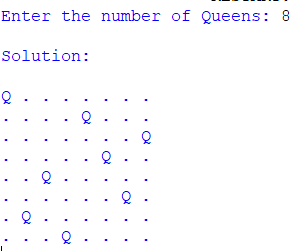 Enter the number of Queens: 8
Solution:
Q . . . . . . .
. . . . Q . . .
. . . . . . . Q
. . . . . Q . .
. . Q . . . . .
. . . . . . Q .
. Q . . . . . .
. . . Q . . . .